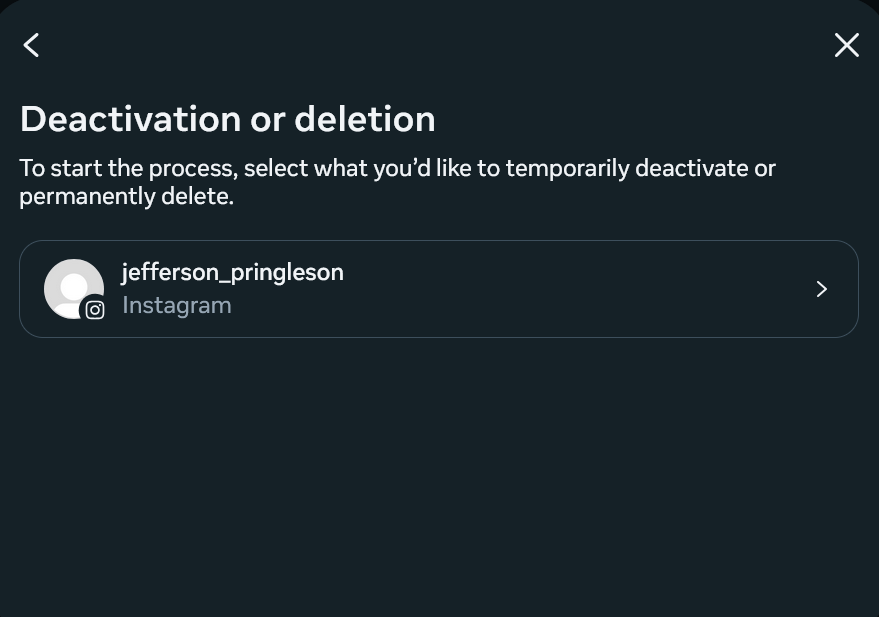 Deactivation or deletion
To start the process, select what you’d like to temporarily deactivate or
permanently delete.
jefferson_pringleson
Instagram